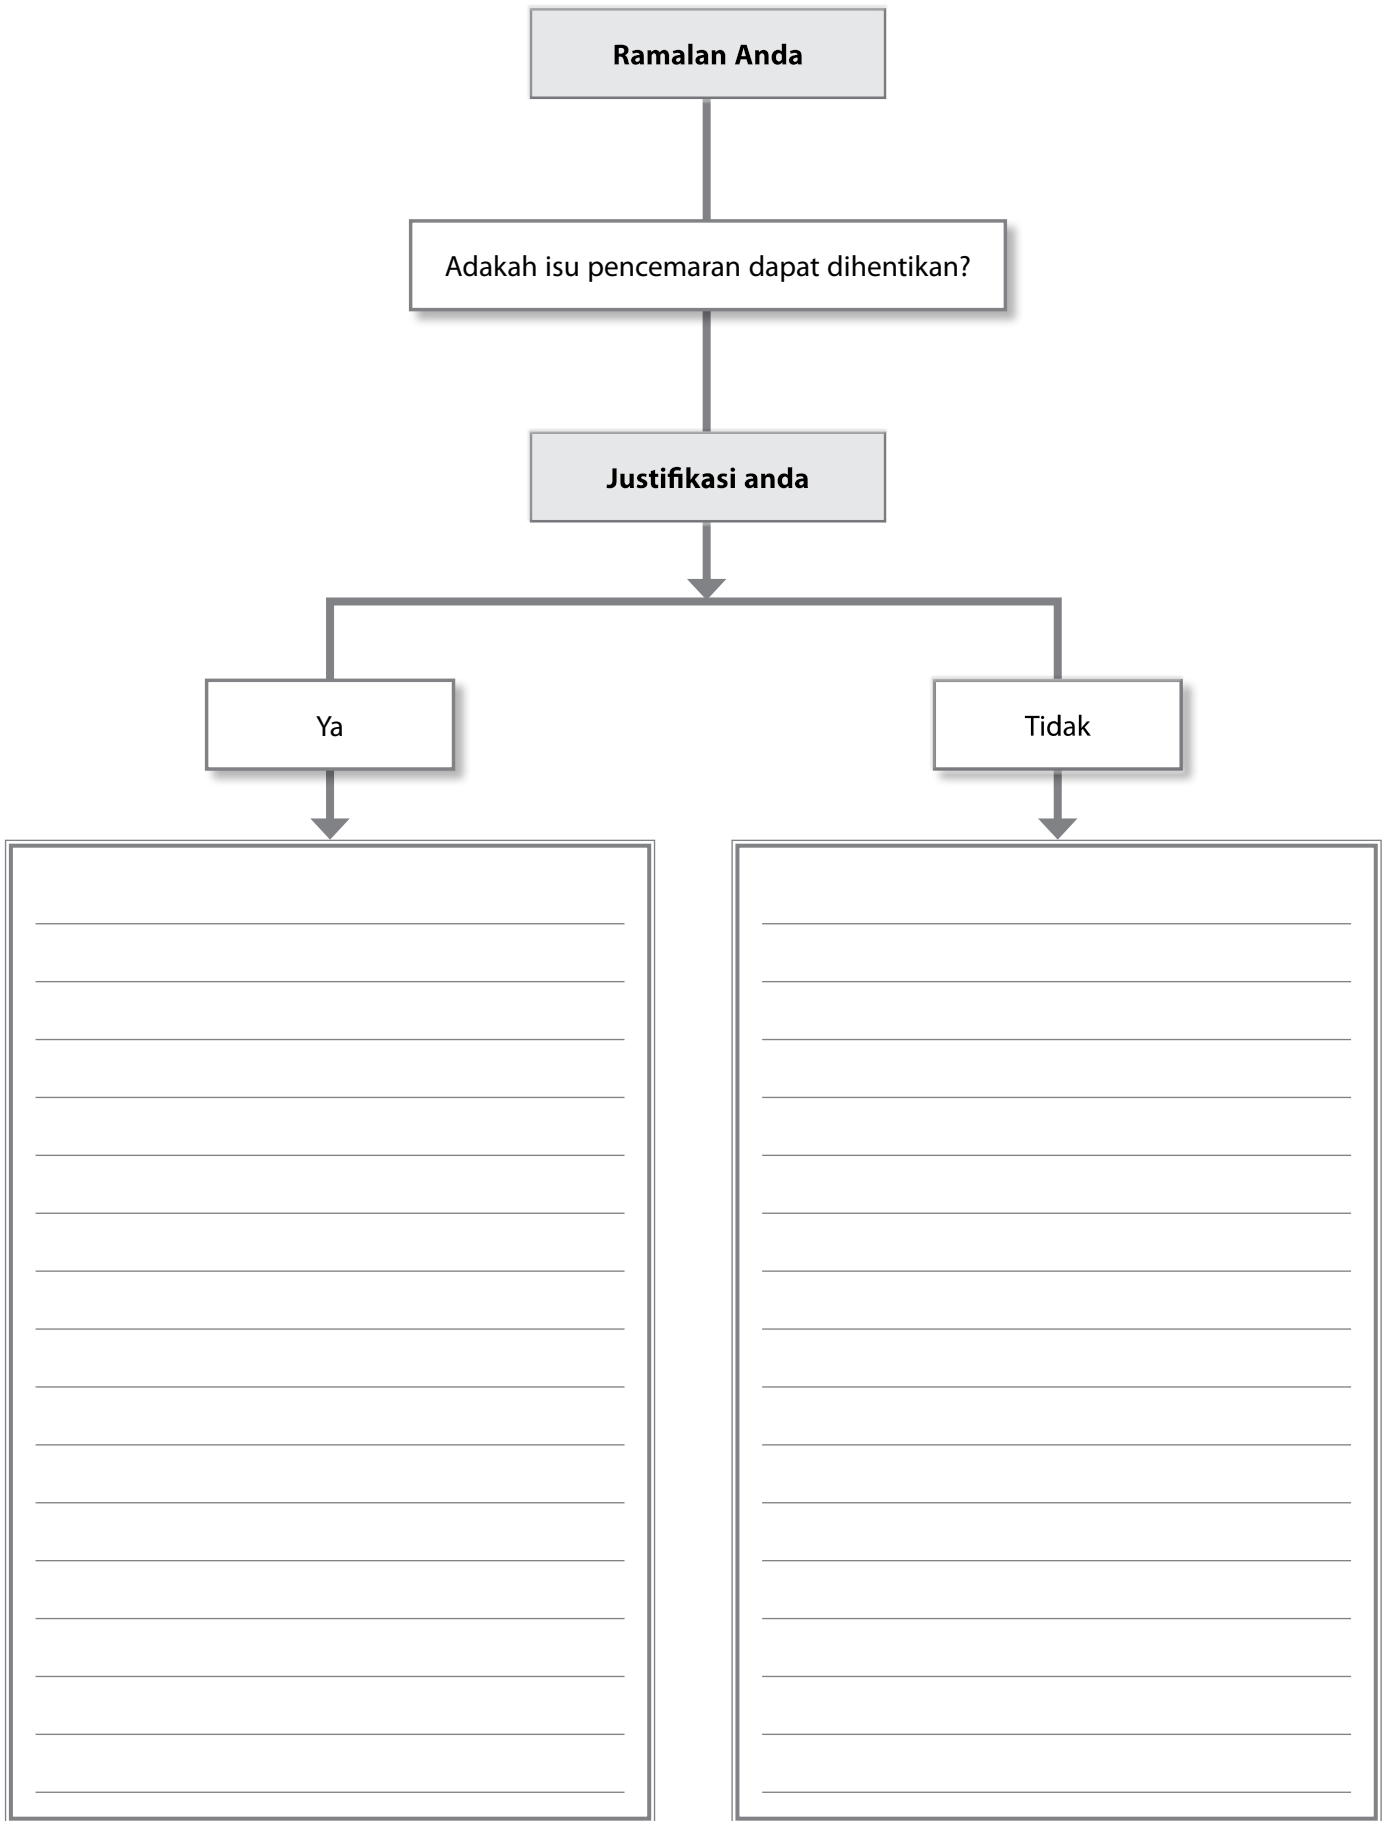 Ramalan Anda
Adakah isu pencemaran dapat dihentikan?
Justifikasi anda
Ya
Tidak